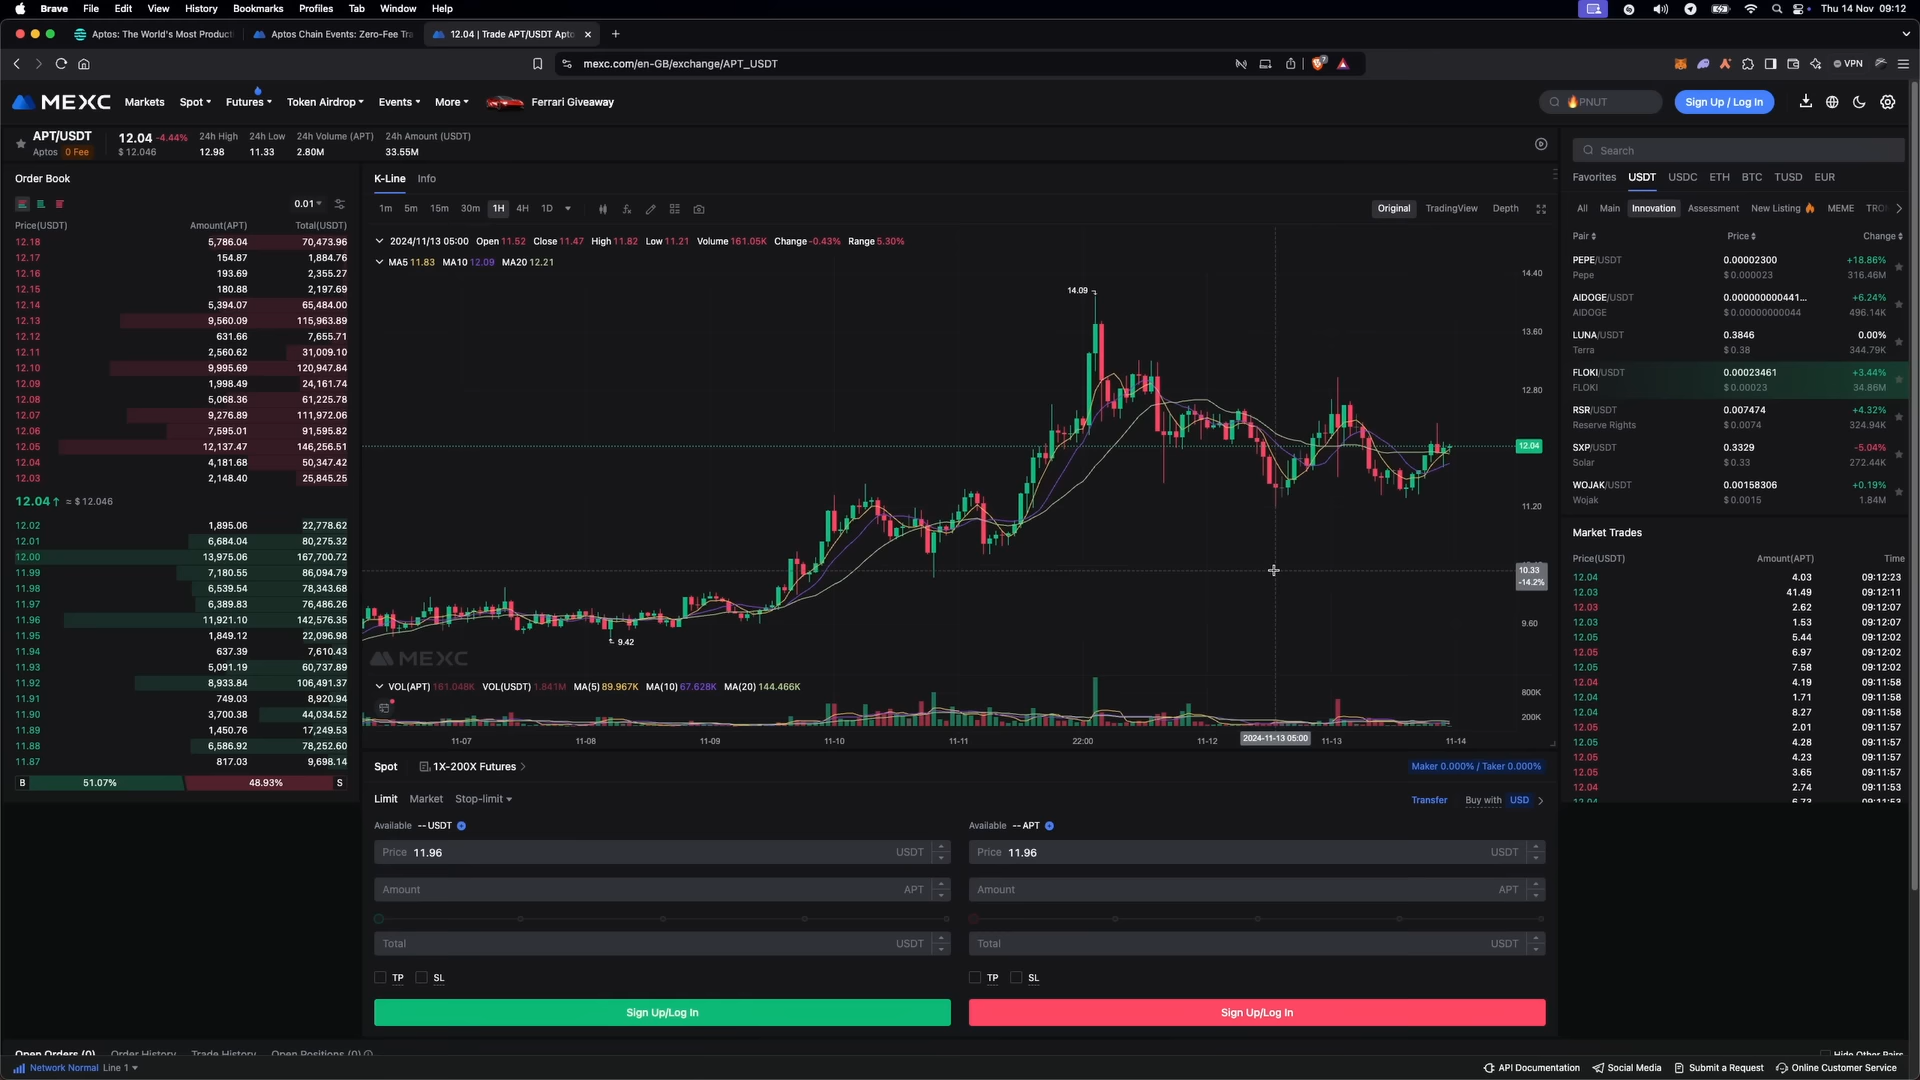 Brave File Edit View History Bookmarks Profiles Tab Window Help Thu 14 Nov 09:12
Aptos: The World's Most Product Aptos Chain Events: Zero-Fee Tra 12.04 | Trade APT/USDT Apto
mexc.com/en-GB/exchange/APT_USDT VPN
MEXC Markets Spot Futures Token Airdrop Events More Ferrari Giveaway PNUT Sign Up / Log In
APT/USDT 12.04 -4.44% 24h High 24h Low 24h Volume (APT) 24h Amount (USDT)
Aptos 0 Fee $ 12.046 12.98 11.33 2.80M 33.55M
Order Book
0.01
Price(USDT) Amount(APT) Total(USDT)
12.18 5,786.04 70,473.96
12.17 154.87 1,884.76
12.16 193.69 2,355.27
12.15 180.88 2,197.69
12.14 5,394.07 65,484.00
12.13 9,560.09 115,963.89
12.12 631.66 7,655.71
12.11 2,560.62 31,009.10
12.10 9,995.69 120,947.84
12.09 1,998.49 24,161.74
12.08 5,068.36 61,225.78
12.07 9,276.89 111,972.06
12.06 7,595.01 91,595.82
12.05 12,137.47 146,256.51
12.04 4,181.68 50,347.42
12.03 2,148.40 25,845.25
12.04↑ ≈ $ 12.046
12.02 1,895.06 22,778.62
12.01 6,684.04 80,275.32
12.00 13,975.06 167,700.72
11.99 7,180.55 86,094.79
11.98 6,539.54 78,343.68
11.97 6,389.83 76,486.26
11.96 11,921.10 142,576.35
11.95 1,849.12 22,096.98
11.94 637.39 7,610.43
11.93 5,091.19 60,737.89
11.92 8,933.84 106,491.37
11.91 749.03 8,920.94
11.90 3,700.38 44,034.52
11.89 1,450.76 17,249.53
11.88 6,586.92 78,252.60
11.87 817.03 9,698.14
B 51.07% 48.93% S
K-Line Info
1m 5m 15m 30m 1H 4H 1D Original TradingView Depth
2024/11/13 05:00 Open 11.52 Close 11.47 High 11.82 Low 11.21 Volume 161.05K Change -0.43% Range 5.30%
MA5 11.83 MA10 12.09 MA20 12.21
14.40
14.09
13.60
12.80
12.04
11.20
10.33
-14.2%
9.60
9.42
MEXC
VOL(APT) 161.048K VOL(USDT) 1.841M MA(5) 89.967K MA(10) 67.628K MA(20) 144.466K
800K
200K
11-07 11-08 11-09 11-10 11-11 22:00 11-12 2024-11-13 05:00 11-13 11-14
Spot 1X-200X Futures Maker 0.000% / Taker 0.000%
Limit Market Stop-limit Transfer Buy with USD
Available -- USDT Available -- APT
Price 11.96 USDT Price 11.96 USDT
Amount APT Amount APT
Total USDT Total USDT
TP SL TP SL
Sign Up/Log In Sign Up/Log In
Search
Favorites USDT USDC ETH BTC TUSD EUR
All Main Innovation Assessment New Listing MEME TRO
Pair Price Change
PEPE/USDT 0.00002300 +18.86%
Pepe $ 0.000023 316.46M
AIDOGE/USDT 0.000000000441... +6.24%
AIDOGE $ 0.00000000044 496.14K
LUNA/USDT 0.3846 0.00%
Terra $ 0.38 344.79K
FLOKI/USDT 0.00023461 +3.44%
FLOKI $ 0.00023 34.86M
RSR/USDT 0.007474 +4.32%
Reserve Rights $ 0.0074 324.94K
SXP/USDT 0.3329 -5.04%
Solar $ 0.33 272.44K
WOJAK/USDT 0.00158306 +0.19%
Wojak $ 0.0015 1.84M
Market Trades
Price(USDT) Amount(APT) Time
12.04 4.03 09:12:23
12.03 41.49 09:12:11
12.03 2.62 09:12:07
12.03 1.53 09:12:07
12.05 5.44 09:12:02
12.05 6.97 09:12:02
12.05 7.58 09:12:02
12.04 4.19 09:11:58
12.04 1.71 09:11:58
12.04 8.27 09:11:58
12.05 2.01 09:11:57
12.05 4.28 09:11:57
12.05 4.23 09:11:57
12.05 3.65 09:11:57
12.04 2.74 09:11:53
12.04 6.73 09:11:53
Open Orders (0) Order History Trade History Open Positions (0) Hide Other Pairs
Network Normal Line 1 API Documentation Social Media Submit a Request Online Customer Service